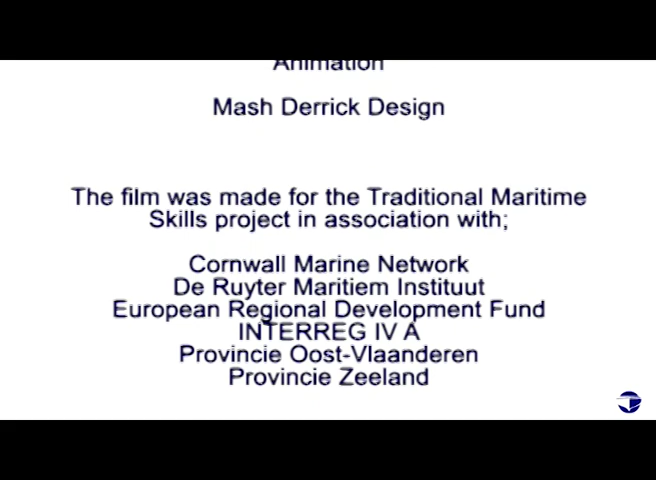 Animation
Mash Derrick Design
The film was made for the Traditional Maritime
Skills project in association with;
Cornwall Marine Network
De Ruyter Maritiem Instituut
European Regional Development Fund
INTERREG IV A
Provincie Oost-Vlaanderen
Provincie Zeeland